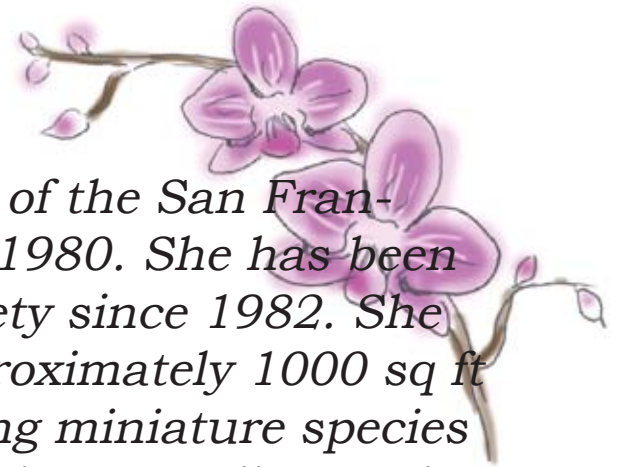 of the San Fran-
1980. She has been
ety since 1982. She
roximately 1000 sq ft
ng miniature species